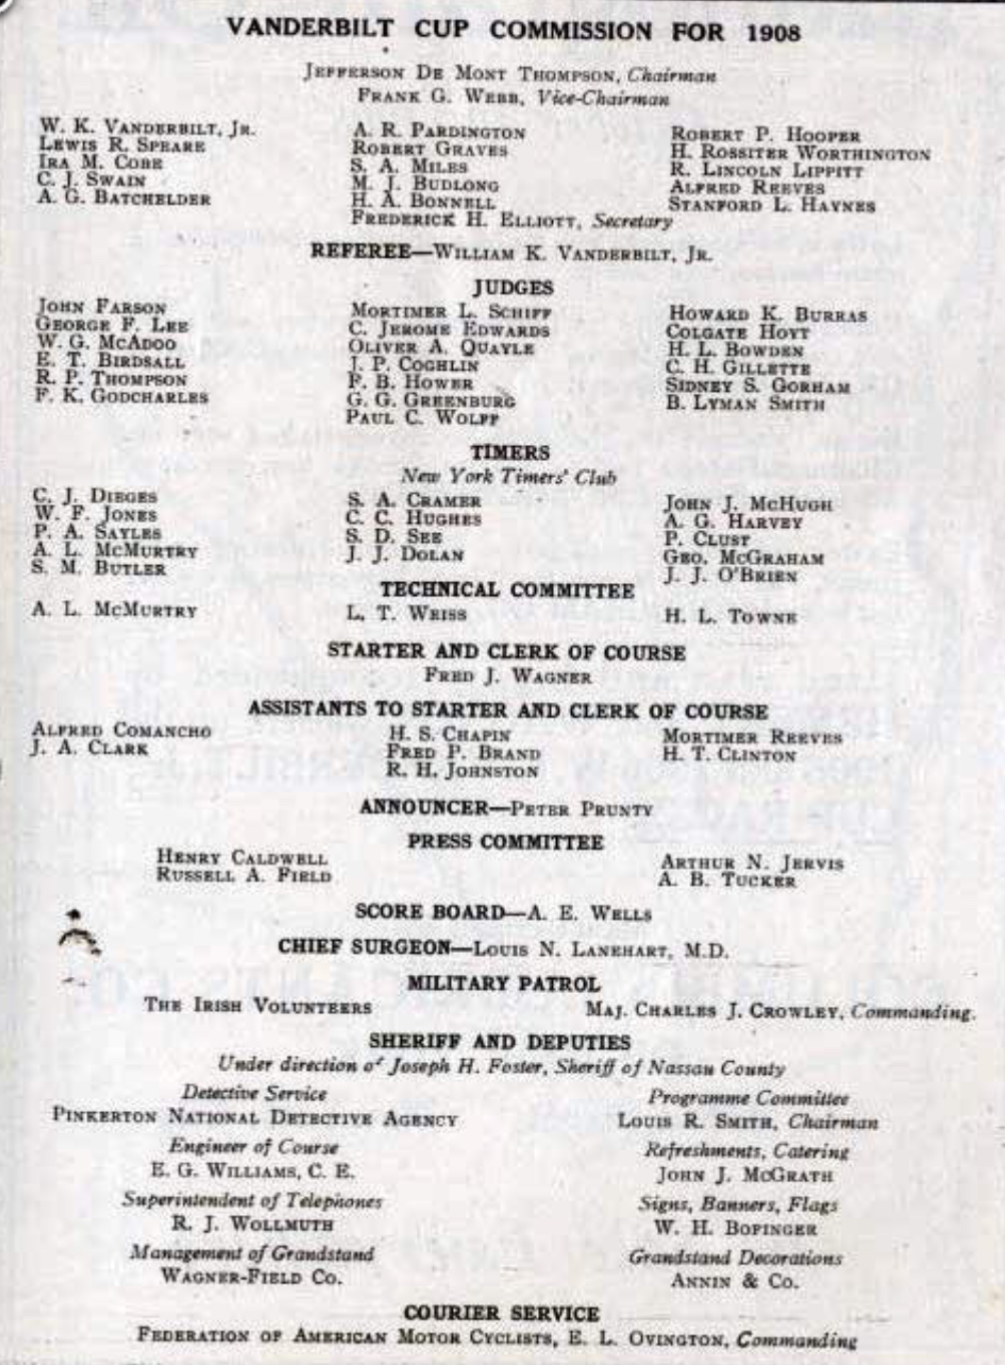 VANDERBILT CUP COMMISSION FOR 1908
JEFFERSON DE MONT THOMPSON, Chairman
FRANK G. WEBB, Vice-Chairman
W. K. VANDERBILT, JR.
LEWIS R. SPEARE
IRA M. COBE
C. J. SWAIN
A. G. BATCHELDER
A. R. PARDINGTON
ROBERT GRAVES
S. A. MILES
M. J. BUDLONG
H. A. BONNELL
FREDERICK H. ELLIOTT, Secretary
ROBERT P. HOOPER
H. ROSSITER WORTHINGTON
R. LINCOLN LIPPITT
ALFRED REEVES
STANFORD L. HAYNES
REFEREE—WILLIAM K. VANDERBILT, JR.
JUDGES
JOHN FARSON
GEORGE F. LEE
W. G. MCADOO
E. T. BIRDSALL
R. P. THOMPSON
F. K. GODCHARLES
MORTIMER L. SCHIFF
C. JEROME EDWARDS
OLIVER A. QUAYLE
J. P. COGHLIN
F. B. HOWER
G. G. GREENBURG
PAUL C. WOLFF
HOWARD K. BURRAS
COLGATE HOYT
H. L. BOWDEN
C. H. GILLETTE
SIDNEY S. GORHAM
B. LYMAN SMITH
TIMERS
New York Timers' Club
C. J. DIEGES
W. F. JONES
P. A. SAYLES
A. L. MCMURTRY
S. M. BUTLER
S. A. CRAMER
C. C. HUGHES
S. D. SEE
J. J. DOLAN
JOHN J. MCHUGH
A. G. HARVEY
P. CLUST
GEO. MCGRAHAM
J. J. O'BRIEN
TECHNICAL COMMITTEE
A. L. MCMURTRY
L. T. WEISS
H. L. TOWNE
STARTER AND CLERK OF COURSE
FRED J. WAGNER
ASSISTANTS TO STARTER AND CLERK OF COURSE
ALFRED COMANCHO
J. A. CLARK
H. S. CHAPIN
FRED P. BRAND
R. H. JOHNSTON
MORTIMER REEVES
H. T. CLINTON
ANNOUNCER—PETER PRUNTY
PRESS COMMITTEE
HENRY CALDWELL
RUSSELL A. FIELD
ARTHUR N. JERVIS
A. B. TUCKER
SCORE BOARD—A. E. WELLS
CHIEF SURGEON—LOUIS N. LANEHART, M.D.
MILITARY PATROL
THE IRISH VOLUNTEERS
MAJ. CHARLES J. CROWLEY, Commanding.
SHERIFF AND DEPUTIES
Under direction of Joseph H. Foster, Sheriff of Nassau County
Detective Service
PINKERTON NATIONAL DETECTIVE AGENCY
Engineer of Course
E. G. WILLIAMS, C. E.
Superintendent of Telephones
R. J. WOLLMUTH
Management of Grandstand
WAGNER-FIELD CO.
Programme Committee
LOUIS R. SMITH, Chairman
Refreshments, Catering
JOHN J. MCGRATH
Signs, Banners, Flags
W. H. BOFINGER
Grandstand Decorations
ANNIN & CO.
COURIER SERVICE
FEDERATION OF AMERICAN MOTOR CYCLISTS, E. L. OVINGTON, Commanding